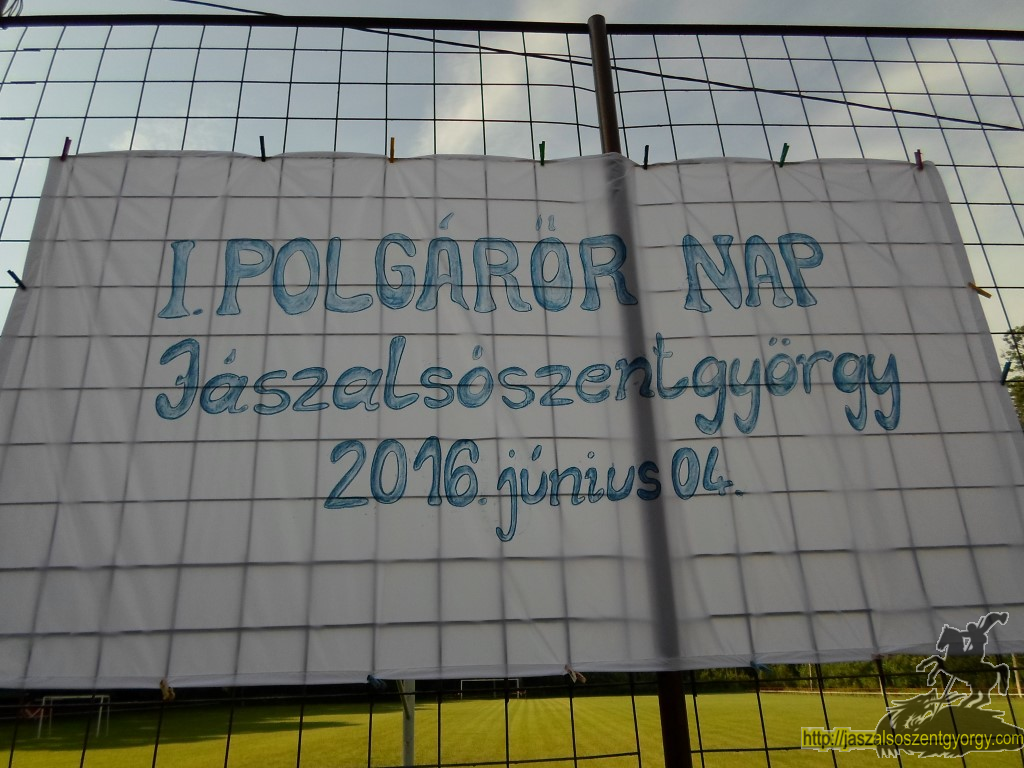 I. POLGÁRŐR NAP
Jászalsószentgyörgy
2016. június 04.
http://jaszalsoszentgyorgy.com